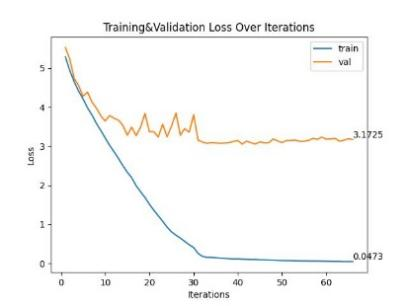 Training&Validation Loss Over Iterations
train
val
5
4
3
2
1
0
3.1725
0.0473
Loss
0 10 20 30 40 50 60
Iterations